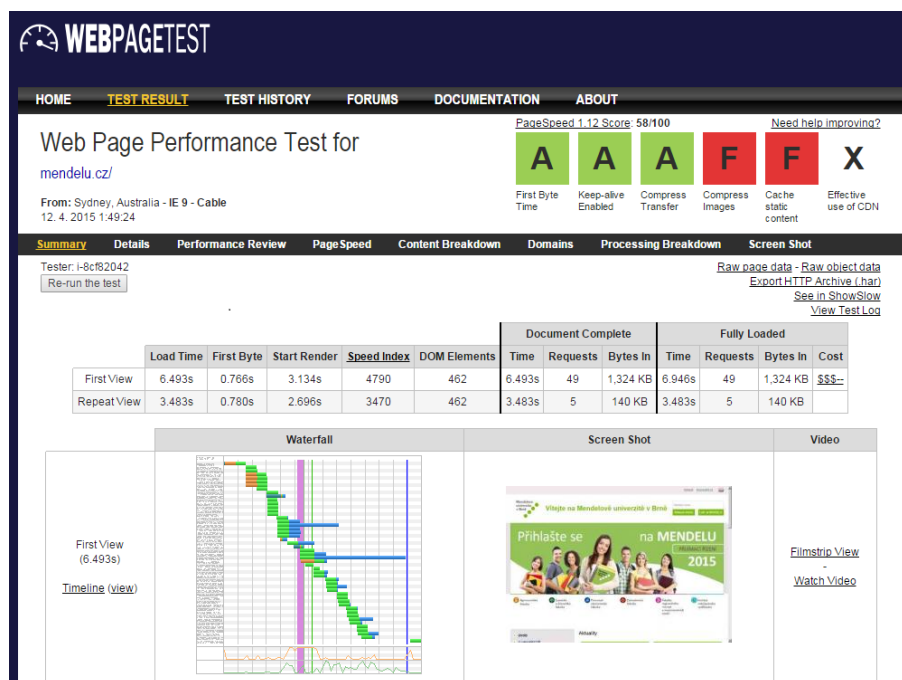 WEBPAGETEST
HOME TEST RESULT TEST HISTORY FORUMS DOCUMENTATION ABOUT
PageSpeed 1.12 Score: 58/100 Need help improving?
Web Page Performance Test for
mendelu.cz/
A A A F F X
From: Sydney, Australia - IE 9 - Cable
12. 4. 2015 1:49:24
First Byte Time
Keep-alive Enabled
Compress Transfer
Compress Images
Cache static content
Effective use of CDN
Summary Details Performance Review PageSpeed Content Breakdown Domains Processing Breakdown Screen Shot
Tester: i-8cf82042
Re-run the test
Raw page data - Raw object data
Export HTTP Archive (.har)
See in ShowSlow
View Test Log
Document Complete Fully Loaded
Load Time First Byte Start Render Speed Index DOM Elements Time Requests Bytes In Time Requests Bytes In Cost
First View 6.493s 0.766s 3.134s 4790 462 6.493s 49 1,324 KB 6.946s 49 1,324 KB $$$--
Repeat View 3.483s 0.780s 2.696s 3470 462 3.483s 5 140 KB 3.483s 5 140 KB
Waterfall Screen Shot Video
First View
(6.493s)
Timeline (view)
Vítejte na Mendelově univerzitě v Brně
Přihlašte se na MENDELU
2015
Aktuality
Filmstrip View
-
Watch Video